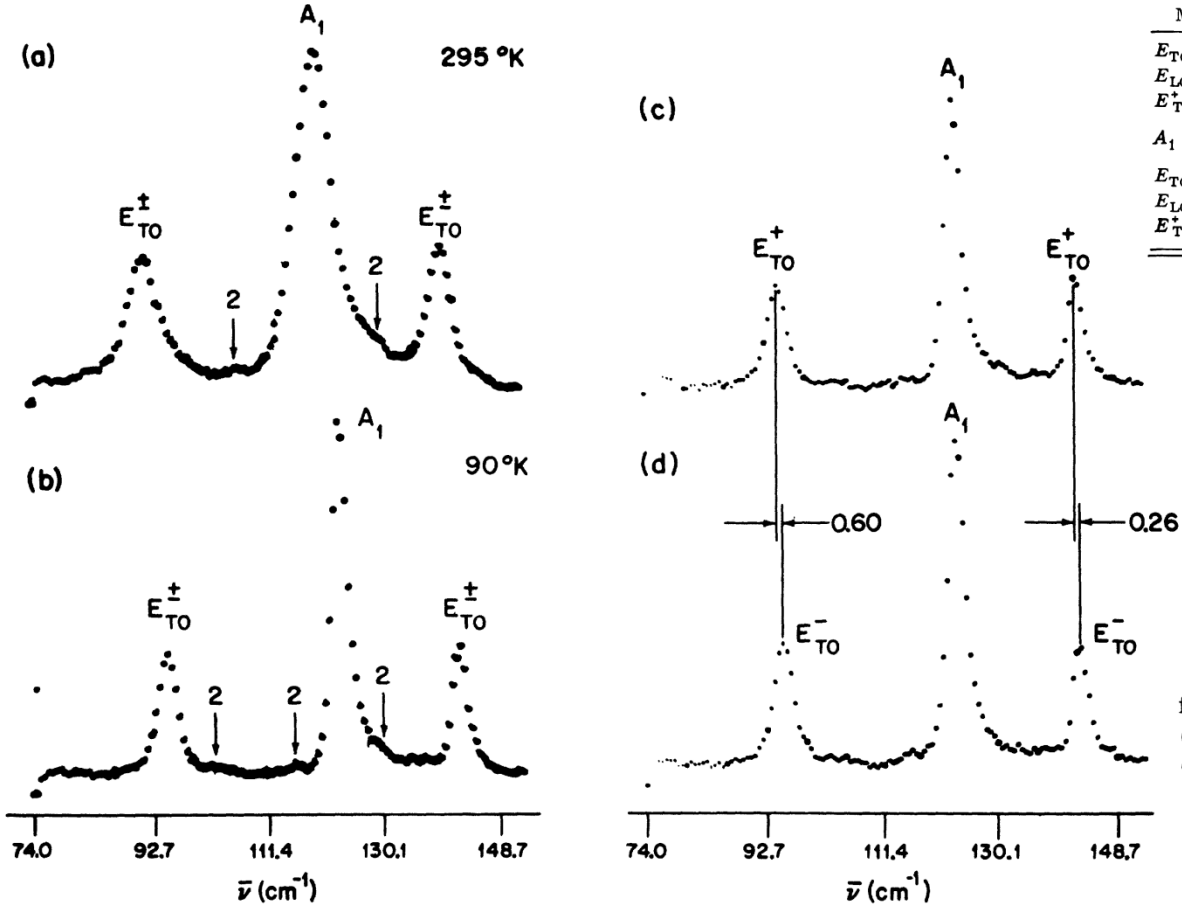 (a)
A₁
295 °K
E±TO
2
2
E±TO
(b)
A₁
90 °K
E±TO
2
2
2
E±TO
74.0 92.7 111.4 130.1 148.7
ν̄ (cm⁻¹)
(c)
A₁
E⁺TO
E⁺TO
(d)
A₁
0.60
0.26
E⁻TO
E⁻TO
74.0 92.7 111.4 130.1 148.7
ν̄ (cm⁻¹)
A₁